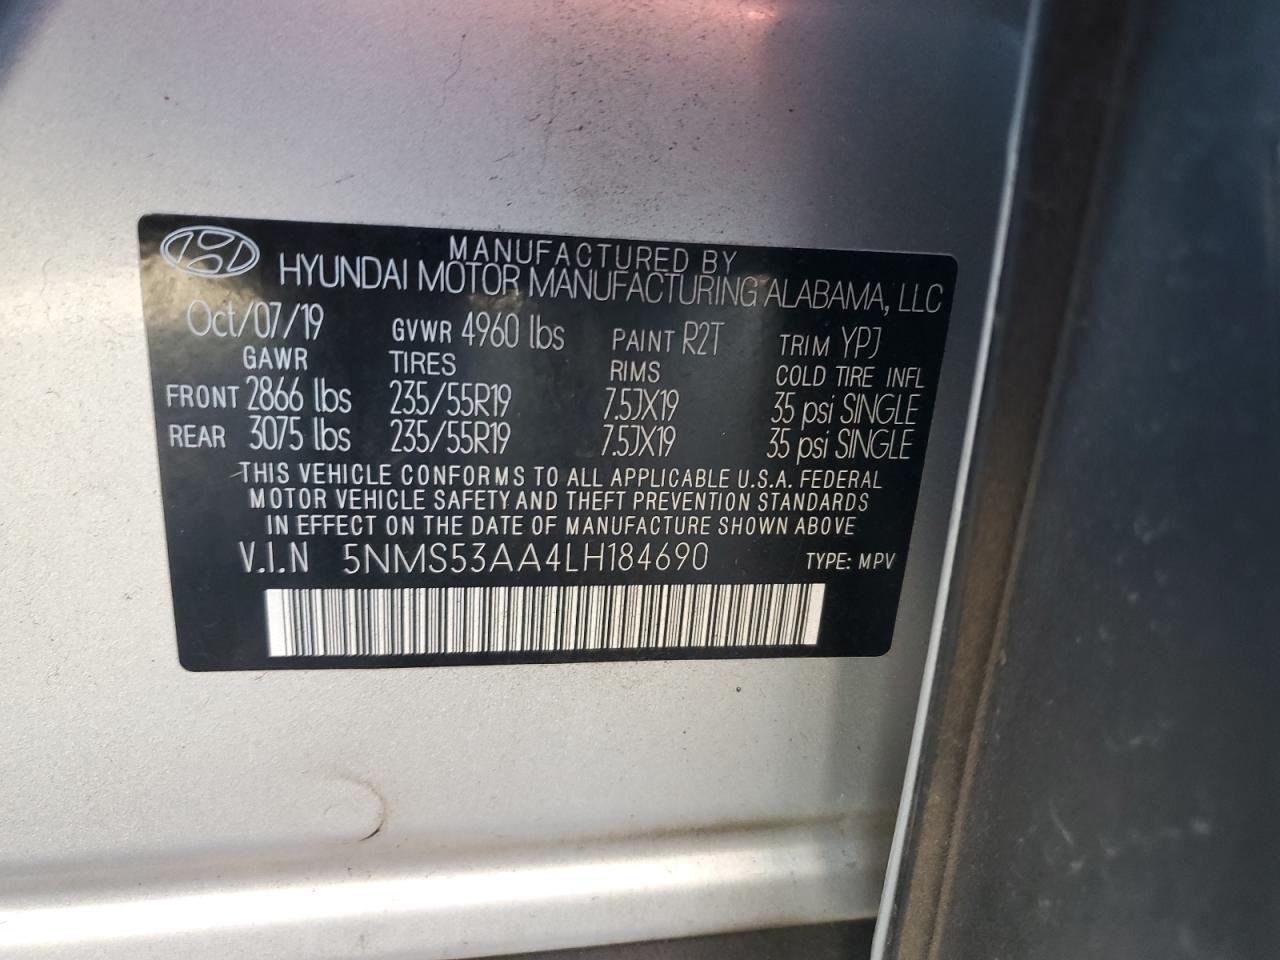 MANUFACTURED BY
HYUNDAI MOTOR MANUFACTURING ALABAMA, LLC
Oct/07/19 GVWR 4960 lbs PAINT R2T TRIM YPJ
GAWR TIRES RIMS COLD TIRE INFL
FRONT 2866 lbs 235/55R19 7.5JX19 35 psi SINGLE
REAR 3075 lbs 235/55R19 7.5JX19 35 psi SINGLE
THIS VEHICLE CONFORMS TO ALL APPLICABLE U.S.A. FEDERAL
MOTOR VEHICLE SAFETY AND THEFT PREVENTION STANDARDS
IN EFFECT ON THE DATE OF MANUFACTURE SHOWN ABOVE
V.I.N 5NMS53AA4LH184690 TYPE: MPV